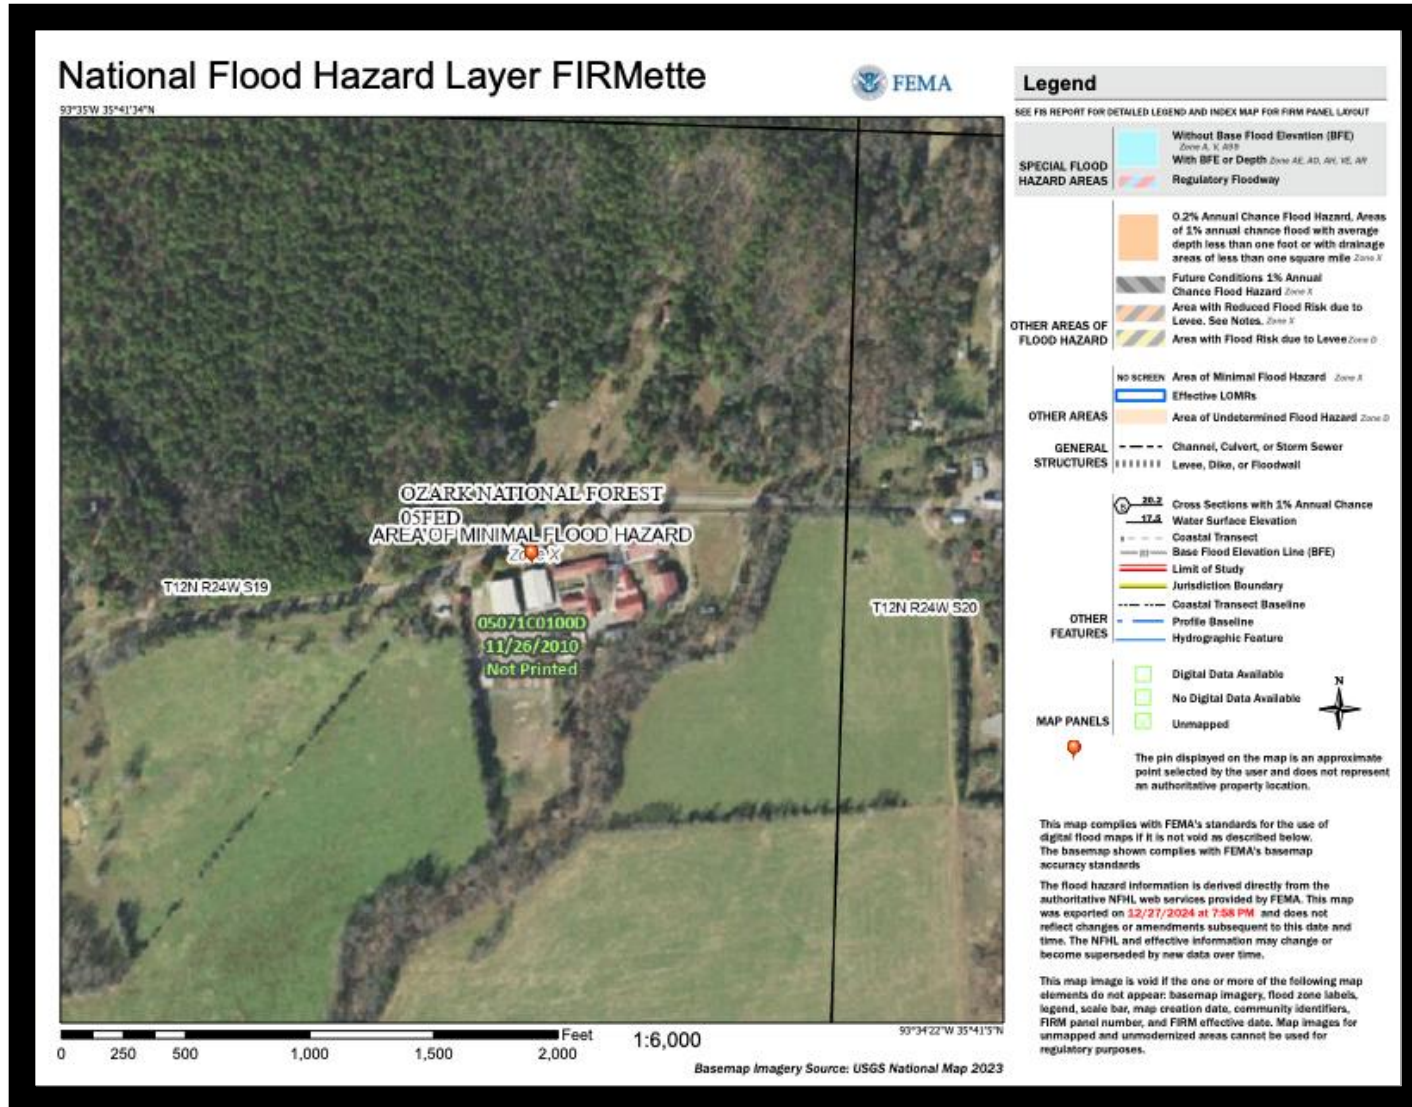 National Flood Hazard Layer FIRMette
FEMA
93°35'W 35°41'34"N
OZARK NATIONAL FOREST
05FED
AREA OF MINIMAL FLOOD HAZARD
Zone X
T12N R24W S19
T12N R24W S20
05071C0100D
11/26/2010
Not Printed
93°34'22"W 35°41'5"N
Feet
1:6,000
0 250 500 1,000 1,500 2,000
Basemap Imagery Source: USGS National Map 2023
Legend
SEE FIS REPORT FOR DETAILED LEGEND AND INDEX MAP FOR FIRM PANEL LAYOUT
SPECIAL FLOOD
HAZARD AREAS
Without Base Flood Elevation (BFE)
Zone A, V, A99
With BFE or Depth Zone AE, AO, AH, VE, AR
Regulatory Floodway
OTHER AREAS OF
FLOOD HAZARD
0.2% Annual Chance Flood Hazard, Areas
of 1% annual chance flood with average
depth less than one foot or with drainage
areas of less than one square mile Zone X
Future Conditions 1% Annual
Chance Flood Hazard Zone X
Area with Reduced Flood Risk due to
Levee. See Notes. Zone X
Area with Flood Risk due to Levee Zone D
OTHER AREAS
NO SCREEN Area of Minimal Flood Hazard Zone X
Effective LOMRs
Area of Undetermined Flood Hazard Zone D
GENERAL
STRUCTURES
Channel, Culvert, or Storm Sewer
Levee, Dike, or Floodwall
OTHER
FEATURES
20.2 Cross Sections with 1% Annual Chance
17.5 Water Surface Elevation
Coastal Transect
Base Flood Elevation Line (BFE)
Limit of Study
Jurisdiction Boundary
Coastal Transect Baseline
Profile Baseline
Hydrographic Feature
MAP PANELS
Digital Data Available
No Digital Data Available
Unmapped
N
The pin displayed on the map is an approximate
point selected by the user and does not represent
an authoritative property location.
This map complies with FEMA's standards for the use of
digital flood maps if it is not void as described below.
The basemap shown complies with FEMA's basemap
accuracy standards
The flood hazard information is derived directly from the
authoritative NFHL web services provided by FEMA. This map
was exported on 12/27/2024 at 7:58 PM and does not
reflect changes or amendments subsequent to this date and
time. The NFHL and effective information may change or
become superseded by new data over time.
This map image is void if the one or more of the following map
elements do not appear: basemap imagery, flood zone labels,
legend, scale bar, map creation date, community identifiers,
FIRM panel number, and FIRM effective date. Map images for
unmapped and unmodernized areas cannot be used for
regulatory purposes.